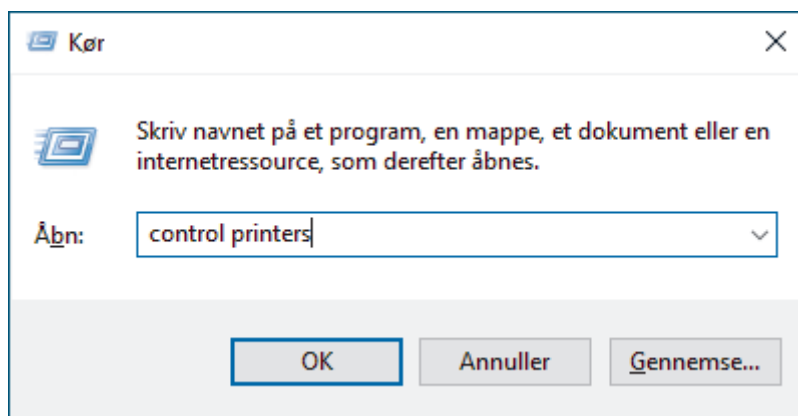 Kør
Skriv navnet på et program, en mappe, et dokument eller en
internetressource, som derefter åbnes.
Åbn: control printers
OK Annuller Gennemse...